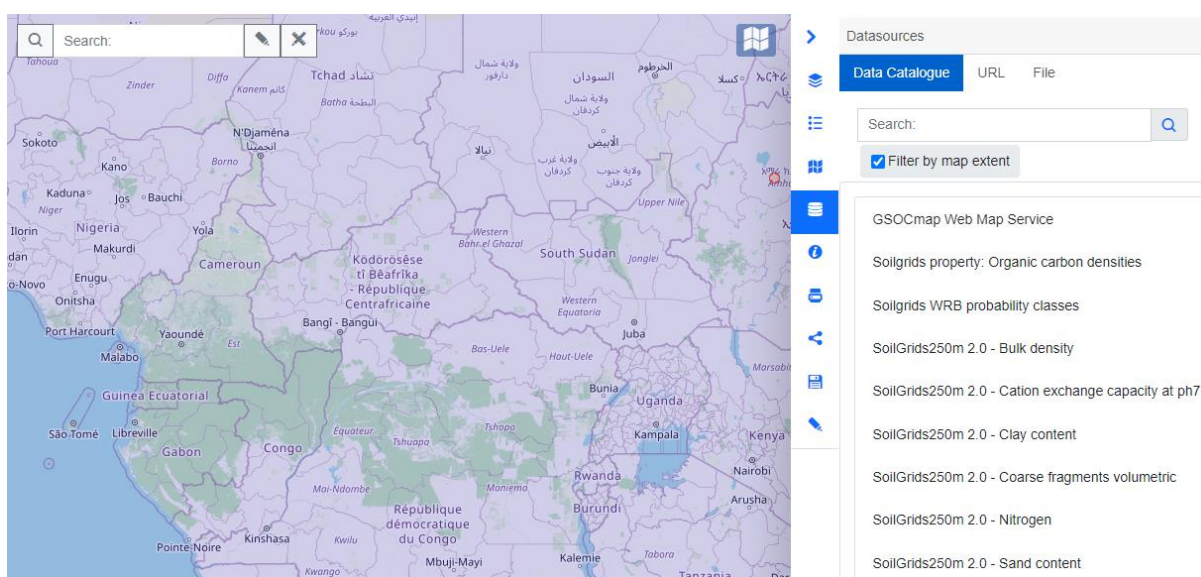 Search:
Datasources
Data Catalogue URL File
Search:
Filter by map extent
GSOCmap Web Map Service
Soilgrids property: Organic carbon densities
Soilgrids WRB probability classes
SoilGrids250m 2.0 - Bulk density
SoilGrids250m 2.0 - Cation exchange capacity at ph7
SoilGrids250m 2.0 - Clay content
SoilGrids250m 2.0 - Coarse fragments volumetric
SoilGrids250m 2.0 - Nitrogen
SoilGrids250m 2.0 - Sand content
Tahoua
Zinder
Diffa
Kanem كانم
Tchad تشاد
Batha البطحة
ولاية شمال
دارفور
السودان
الخرطوم
كسلا
ولاية شمال
كردفان
N'Djaména
انجمينا
Sokoto
Kano
Borno
نيالا
الأبيض
ولاية غرب
كردفان
ولاية جنوب
كردفان
Kaduna
Jos
Bauchi
Niger
Upper Nile
Ilorin
Nigeria
Yola
Makurdi
Western
Bahr el Ghazal
dan
Cameroun
Ködörösêse
tî Bêafrîka
- République
Centrafricaine
South Sudan
Jonglei
Enugu
o-Novo
Onitsha
Western
Equatoria
Port Harcourt
Yaoundé
Est
Bangî - Bangui
Juba
Malabo
Bas-Uele
Haut-Uele
Marsabi
Guinea Ecuatorial
Bunia
Uganda
São Tomé
Libreville
Équateur
Tshopo
Gabon
Congo
Tshuapa
Kampala
Kenya
Nairobi
Mai-Ndombe
Maniema
Rwanda
Burundi
Arusha
République
démocratique
du Congo
Pointe-Noire
Kinshasa
Kwilu
Kalemie
Tabora
Mbuji-Mayi
Kwango
Tanzania